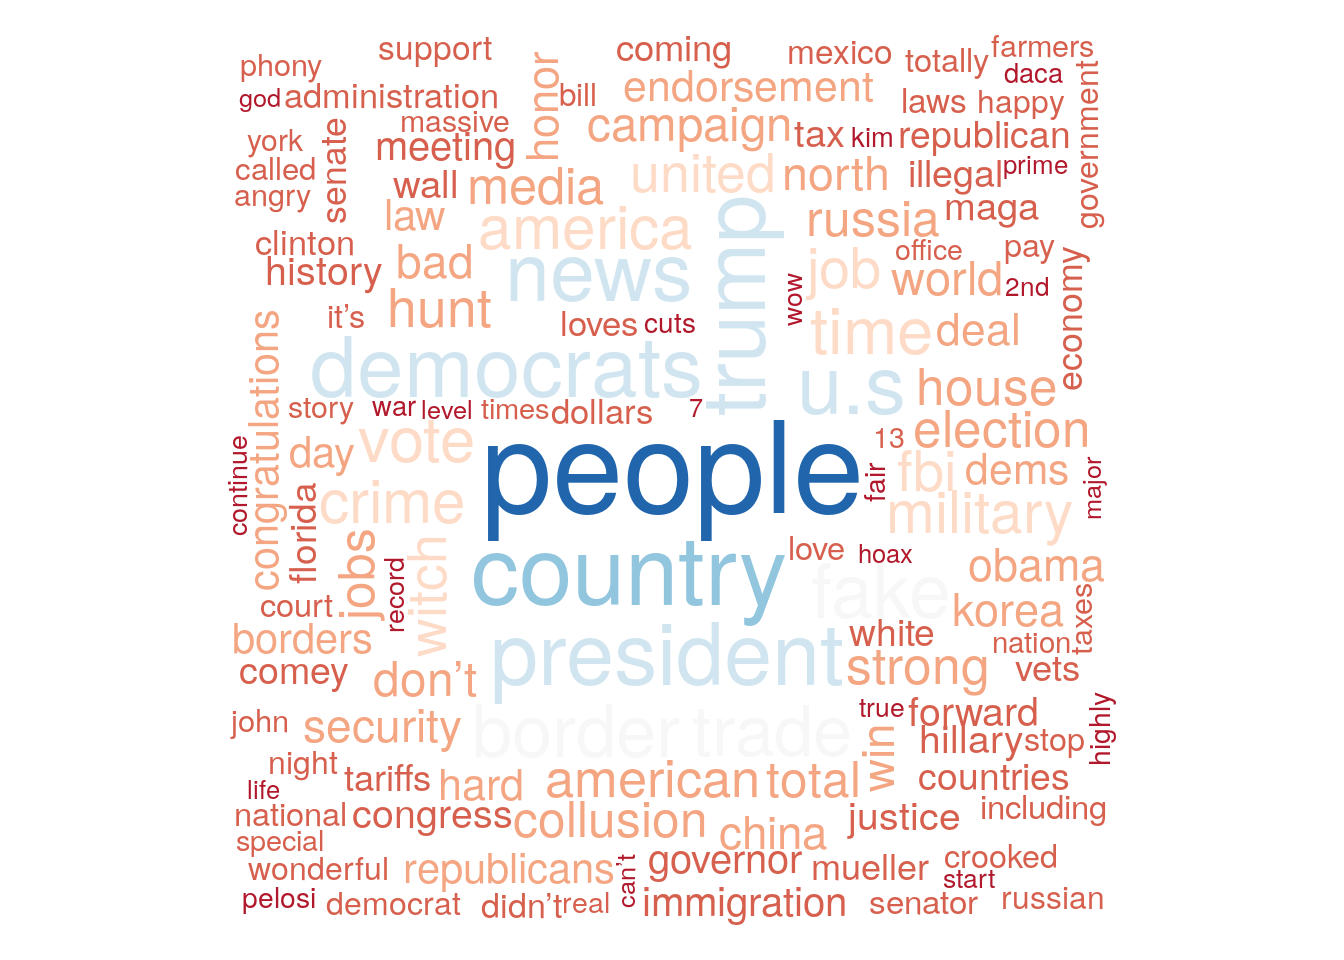 support coming mexico totally farmers
phony honor endorsement daca government
god administration bill laws happy
massive campaign tax kim republican
york senate meeting united north illegal prime
called wall media
angry law america trump russia maga
clinton bad news job office pay
history world 2nd economy
congratulations it's hunt loves cuts wow time deal
democrats u.s house
story war level times dollars 7
day vote people 13 election
continue florida crime fair fbi dems major
military
jobs witch country love hoax obama
court record fake korea taxes
borders president white nation
comey don't strong vets
john security border trade true forward highly
night win hillary stop
life tariffs hard american total countries
national congress collusion china justice including
special
wonderful republicans can't governor mueller crooked
start
pelosi democrat didn't real immigration senator russian